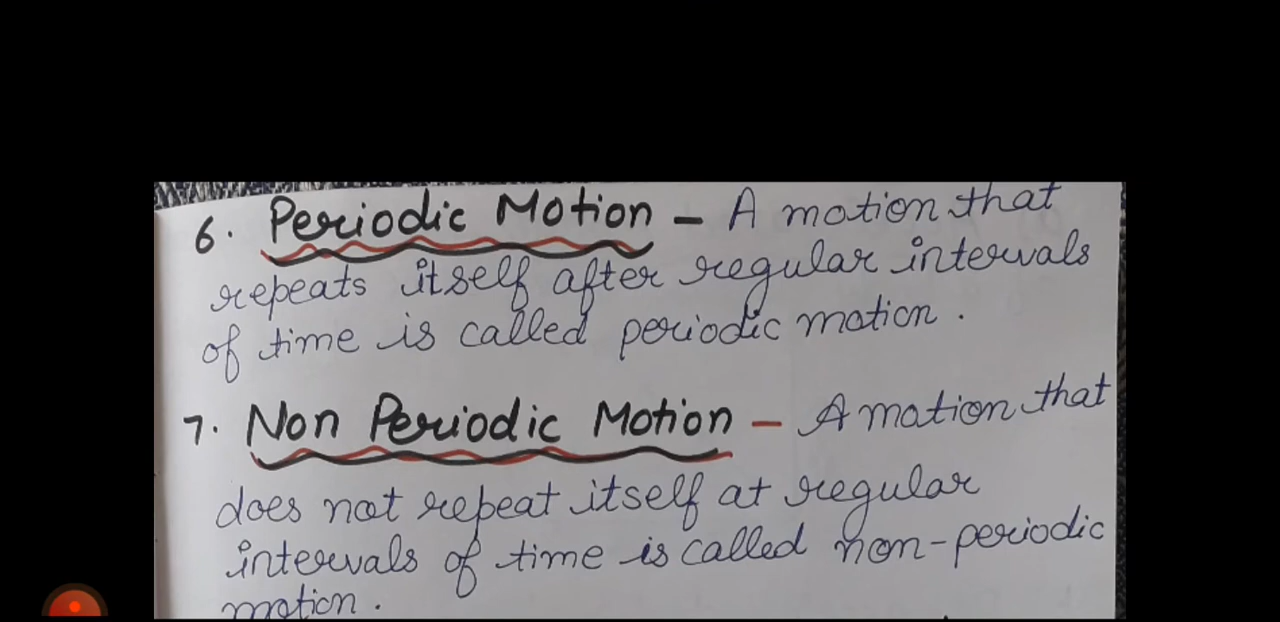 6. Periodic Motion - A motion that
repeats itself after regular intervals
of time is called periodic motion.
7. Non Periodic Motion - A motion that
does not repeat itself at regular
intervals of time is called non-periodic
motion.